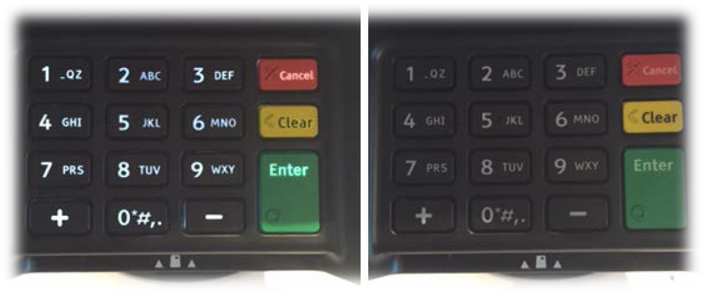 1 .QZ 2 ABC 3 DEF Cancel
4 GHI 5 JKL 6 MNO Clear
7 PRS 8 TUV 9 WXY Enter
+ 0*#,. -
1 .QZ 2 ABC 3 DEF Cancel
4 GHI 5 JKL 6 MNO Clear
7 PRS 8 TUV 9 WXY Enter
+ 0*#,. -